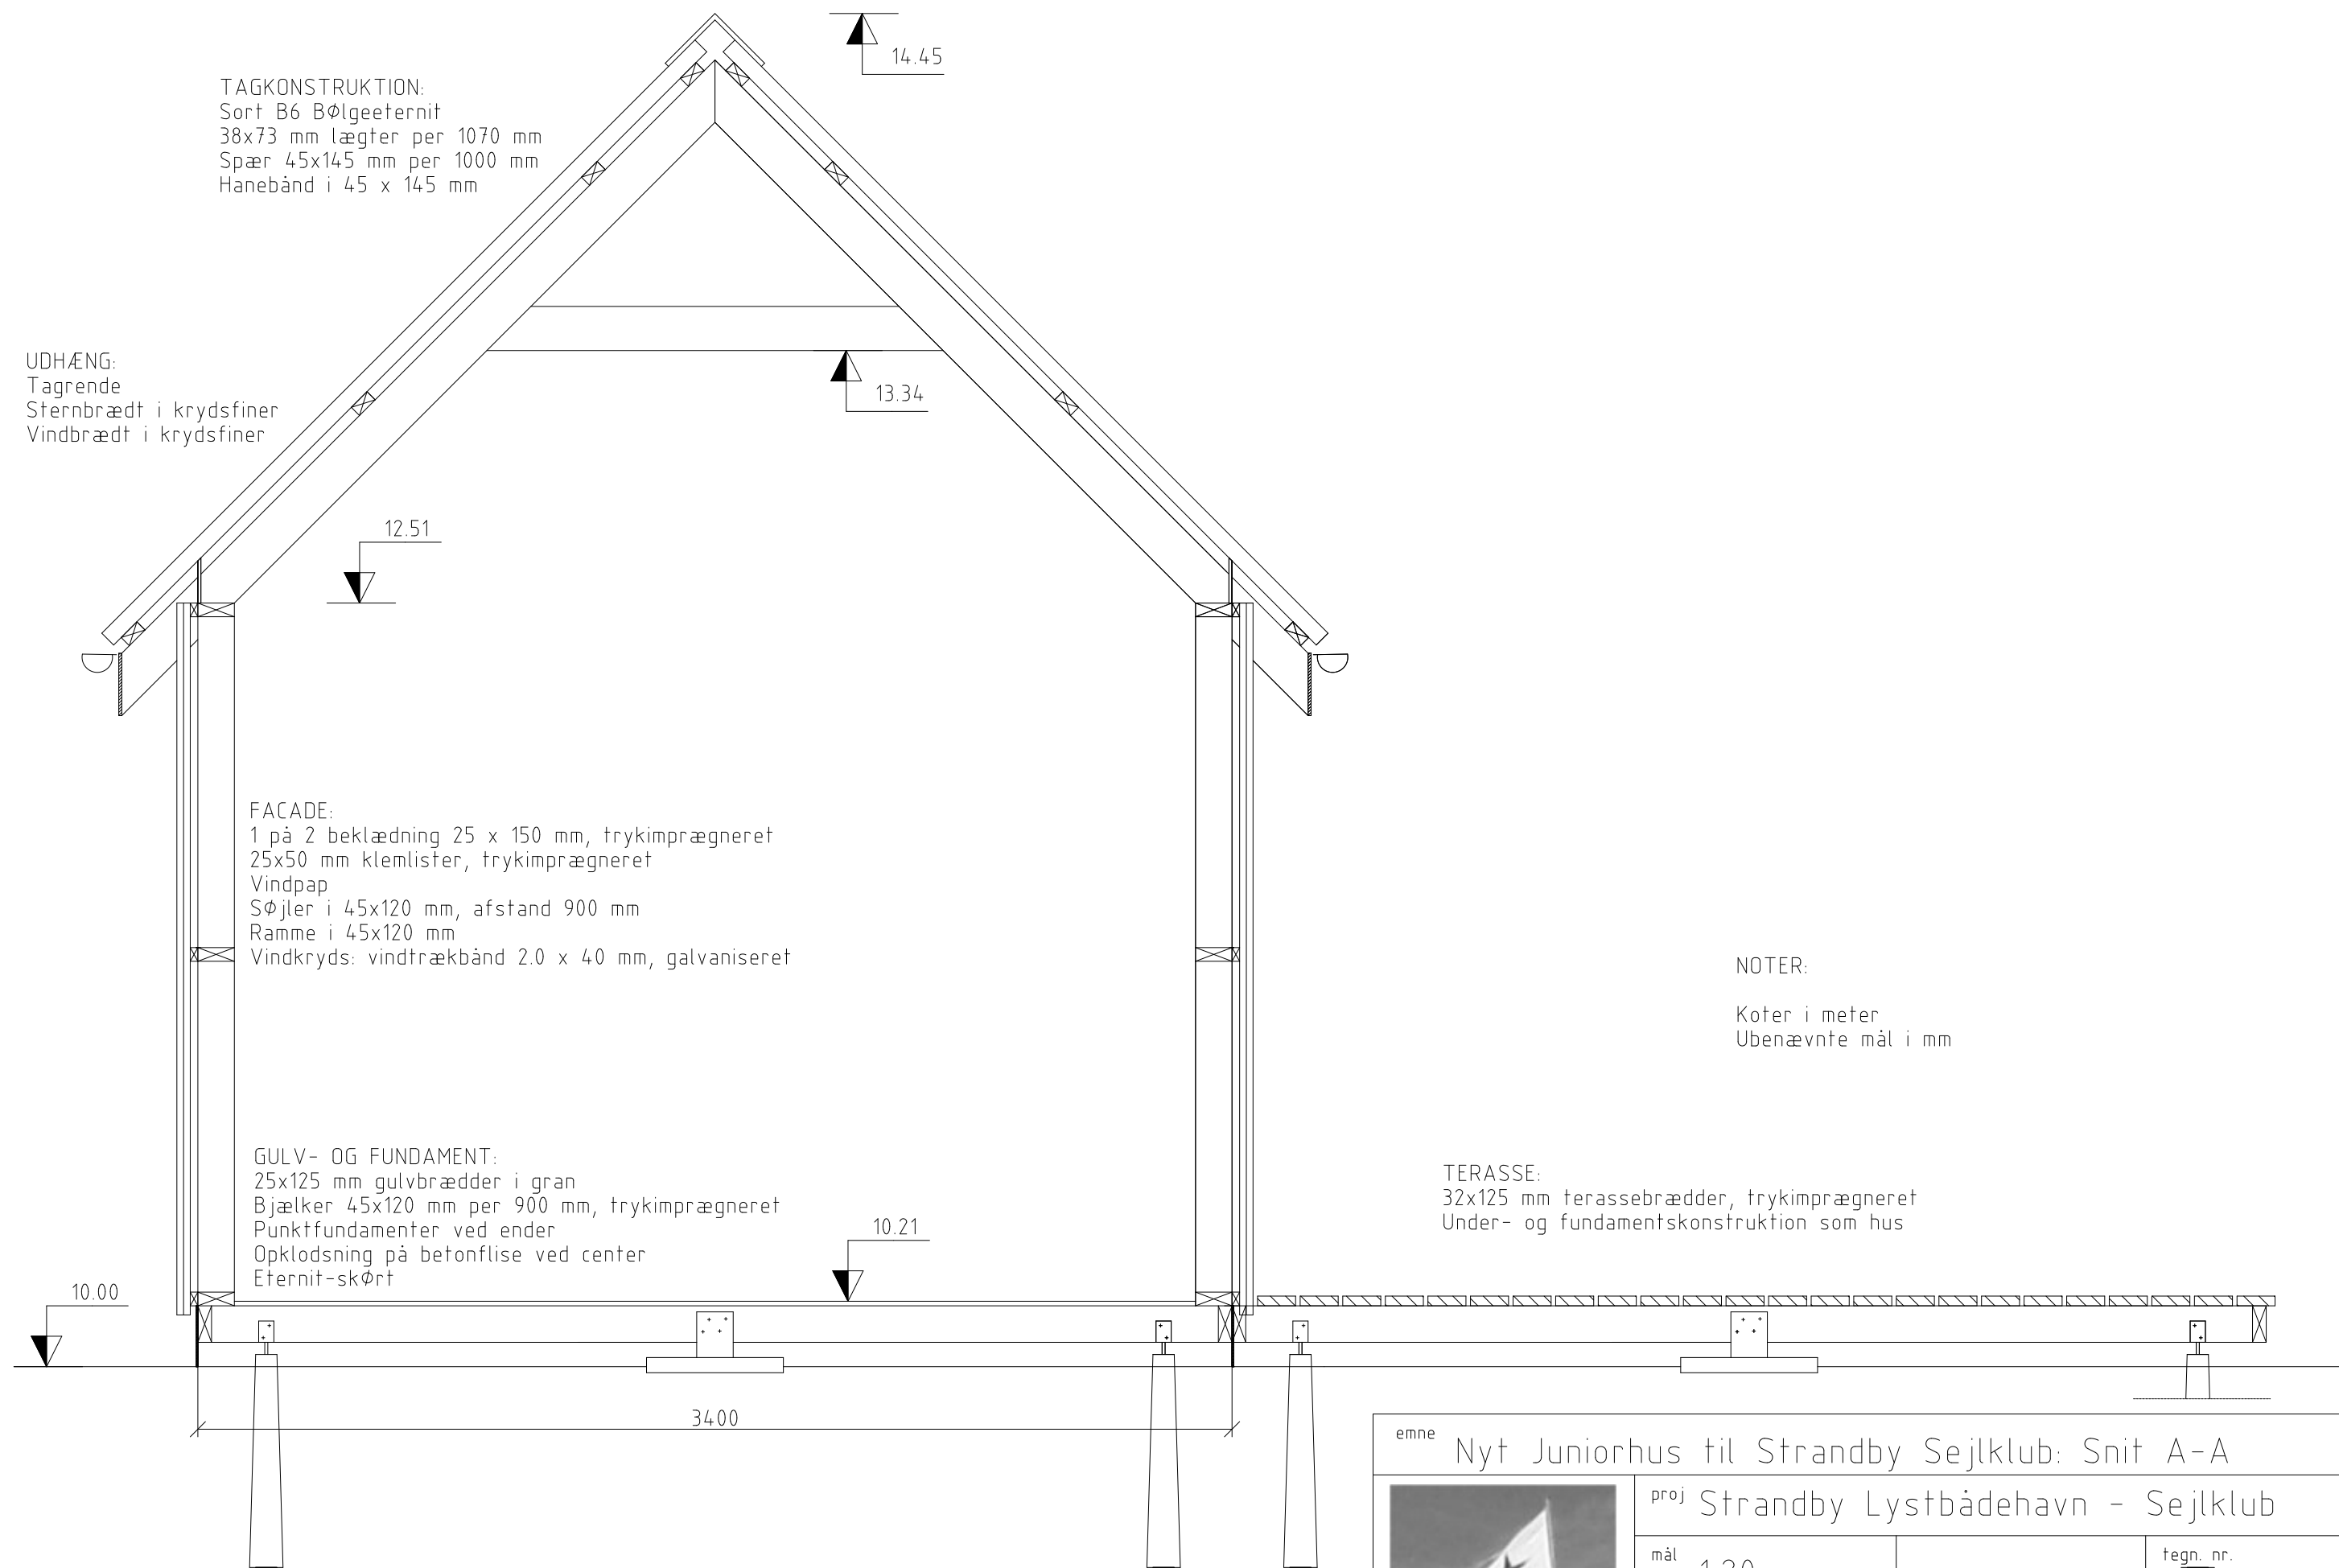 14.45
TAGKONSTRUKTION:
Sort B6 BØlgeeternit
38x73 mm lægter per 1070 mm
Spær 45x145 mm per 1000 mm
Hanebånd i 45 x 145 mm
UDHÆNG:
Tagrende
Sternbrædt i krydsfiner
Vindbrædt i krydsfiner
13.34
12.51
FACADE:
1 på 2 beklædning 25 x 150 mm, trykimprægneret
25x50 mm klemlister, trykimprægneret
Vindpap
SØjler i 45x120 mm, afstand 900 mm
Ramme i 45x120 mm
Vindkryds: vindtrækbånd 2.0 x 40 mm, galvaniseret
NOTER:
Koter i meter
Ubenævnte mål i mm
GULV- OG FUNDAMENT:
25x125 mm gulvbrædder i gran
Bjælker 45x120 mm per 900 mm, trykimprægneret
Punktfundamenter ved ender
Opklodsning på betonflise ved center
Eternit-skØrt
TERASSE:
32x125 mm terassebrædder, trykimprægneret
Under- og fundamentskonstruktion som hus
10.21
10.00
3400
emne Nyt Juniorhus til Strandby Sejlklub: Snit A-A
proj Strandby Lystbådehavn - Sejlklub
mål
tegn. nr.